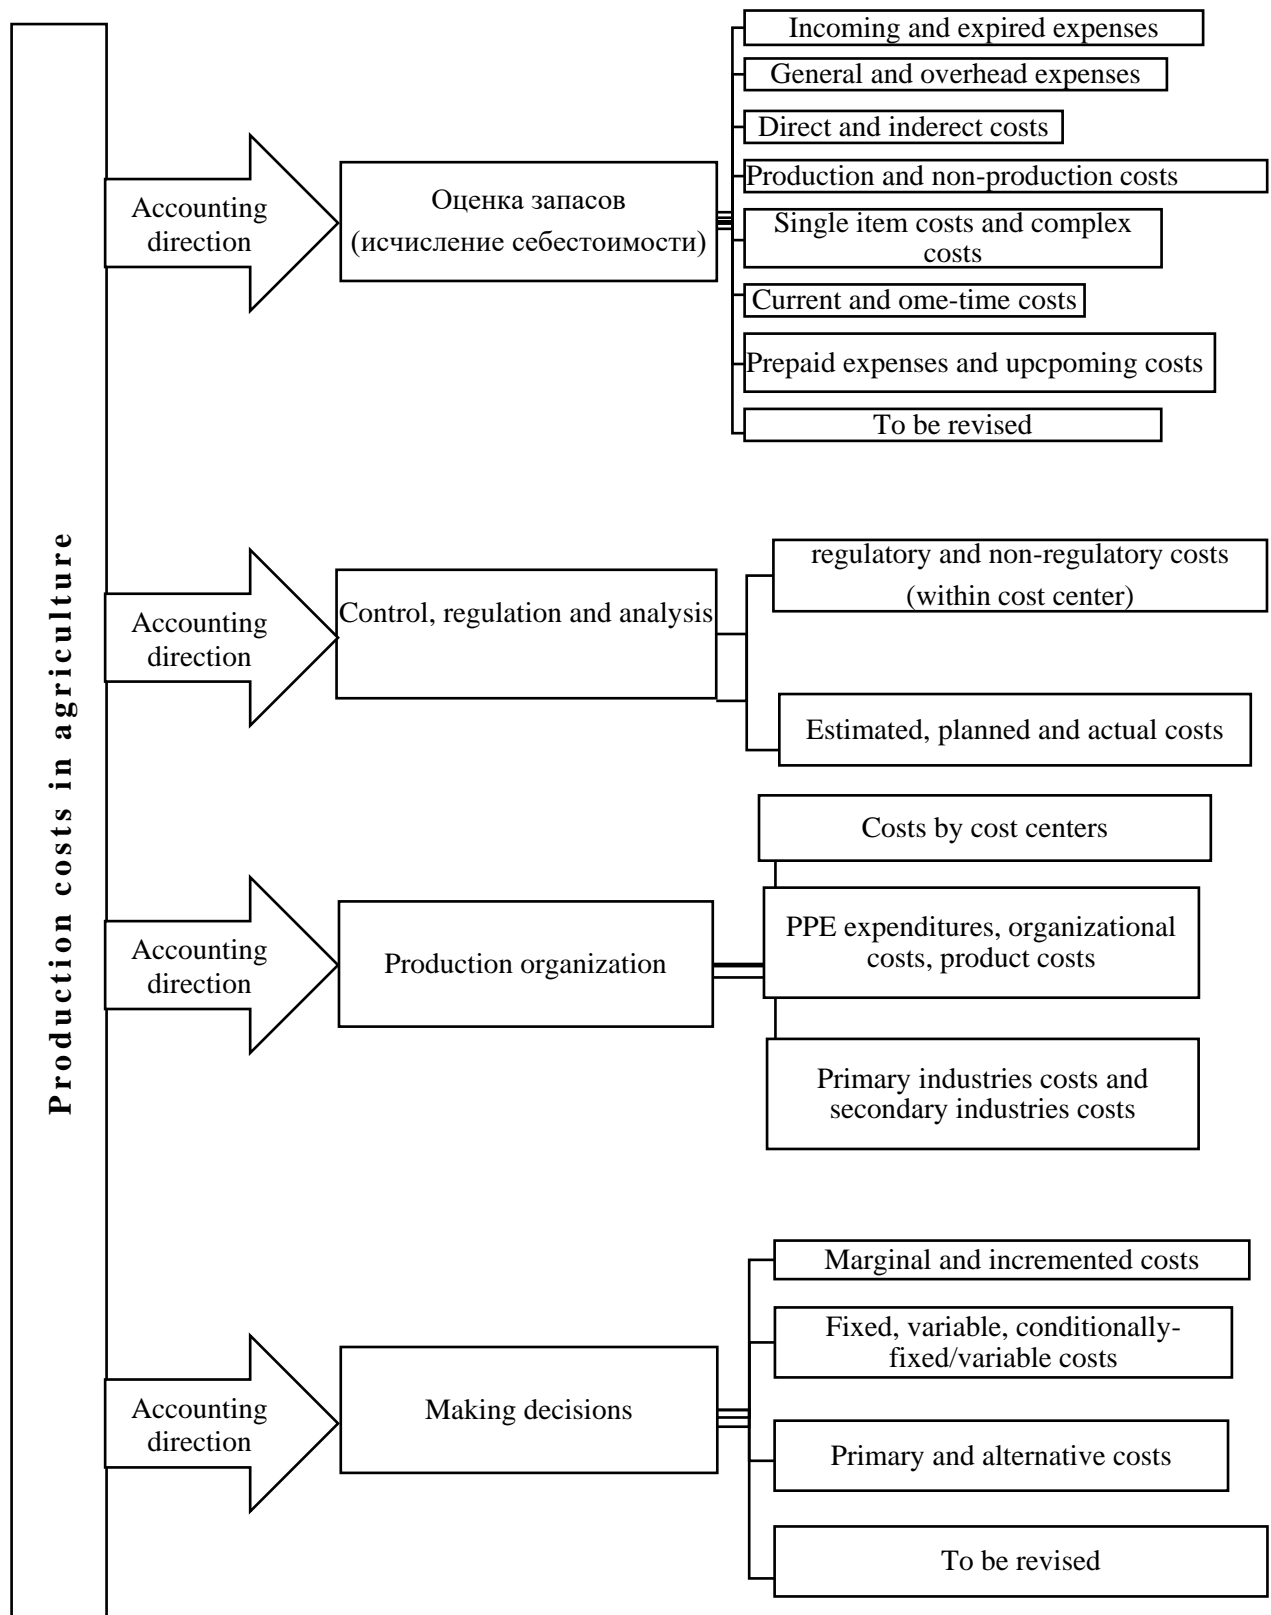 Production costs in agriculture
Accounting
direction
Оценка запасов
(исчисление себестоимости)
Incoming and expired expenses
General and overhead expenses
Direct and inderect costs
Production and non-production costs
Single item costs and complex
costs
Current and ome-time costs
Prepaid expenses and upcpoming costs
To be revised
Accounting
direction
Control, regulation and analysis
regulatory and non-regulatory costs
(within cost center)
Estimated, planned and actual costs
Accounting
direction
Production organization
Costs by cost centers
PPE expenditures, organizational
costs, product costs
Primary industries costs and
secondary industries costs
Accounting
direction
Making decisions
Marginal and incremented costs
Fixed, variable, conditionally-
fixed/variable costs
Primary and alternative costs
To be revised